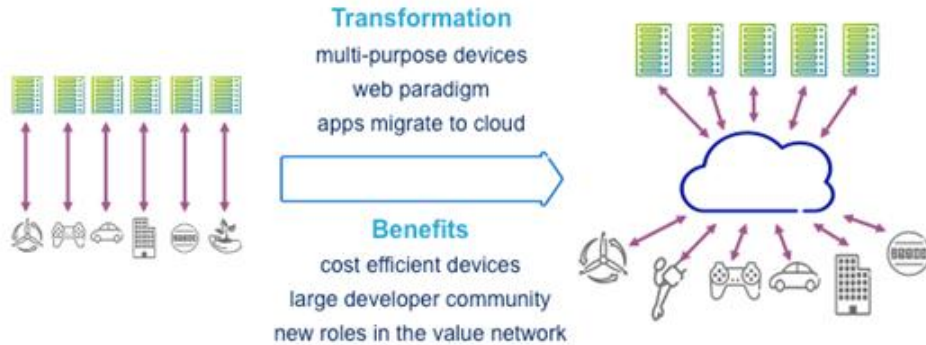 Transformation
multi-purpose devices
web paradigm
apps migrate to cloud
Benefits
cost efficient devices
large developer community
new roles in the value network